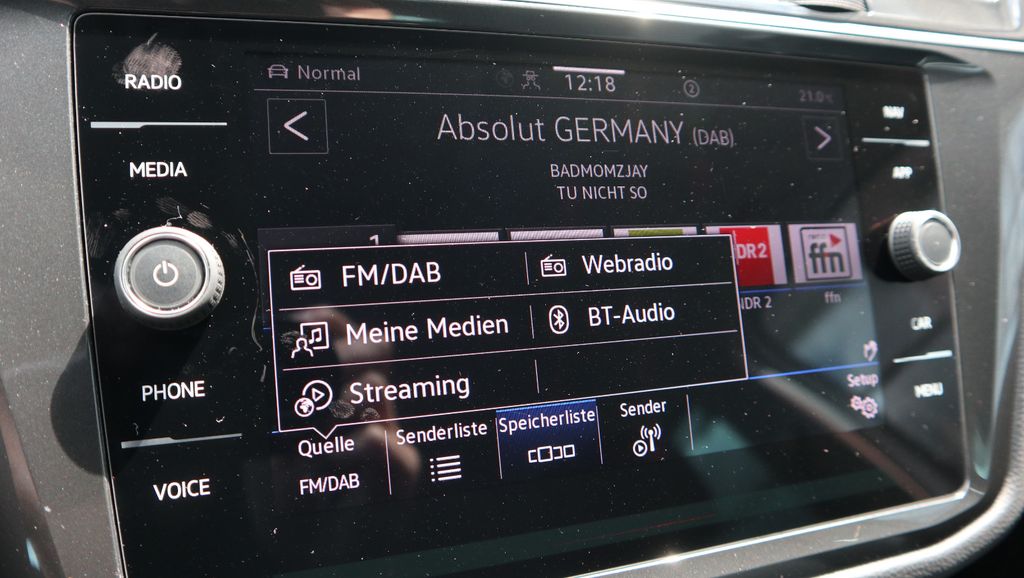 RADIO
Normal
12:18
2
21.0°C
NAV
Absolut GERMANY (DAB)
MEDIA
APP
BADMOMZJAY
TU NICHT SO
1
FM/DAB
Webradio
DR2
ffn
Meine Medien
BT-Audio
NDR 2
ffn
CAR
PHONE
Streaming
Setup
MENU
Quelle
Senderliste
Speicherliste
Sender
VOICE
FM/DAB